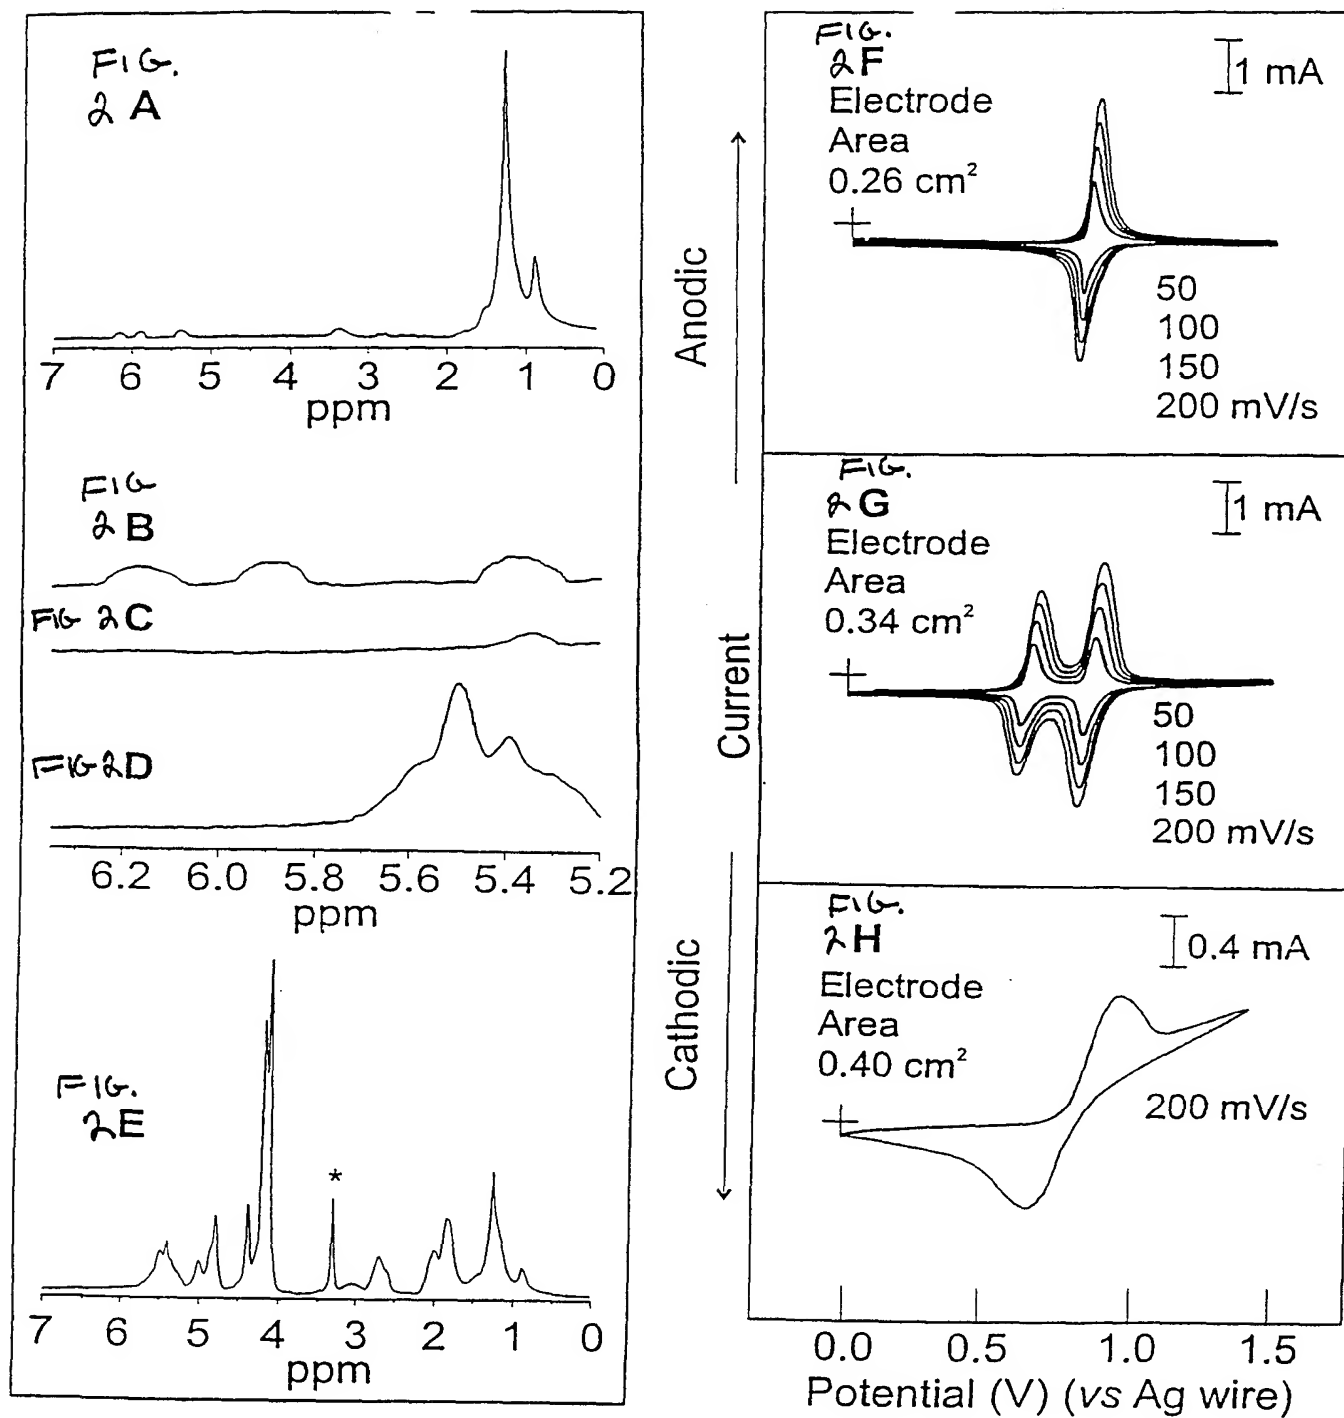 FIG.
2 A
7 6 5 4 3 2 1 0
ppm
FIG
2 B
FIG 2C
FIG 2D
6.2 6.0 5.8 5.6 5.4 5.2
ppm
FIG.
2E
*
7 6 5 4 3 2 1 0
ppm
Anodic
Current
Cathodic
FIG.
2F
Electrode
Area
0.26 cm²
1 mA
50
100
150
200 mV/s
FIG.
2G
Electrode
Area
0.34 cm²
1 mA
50
100
150
200 mV/s
FIG.
2H
Electrode
Area
0.40 cm²
0.4 mA
200 mV/s
0.0 0.5 1.0 1.5
Potential (V) (vs Ag wire)